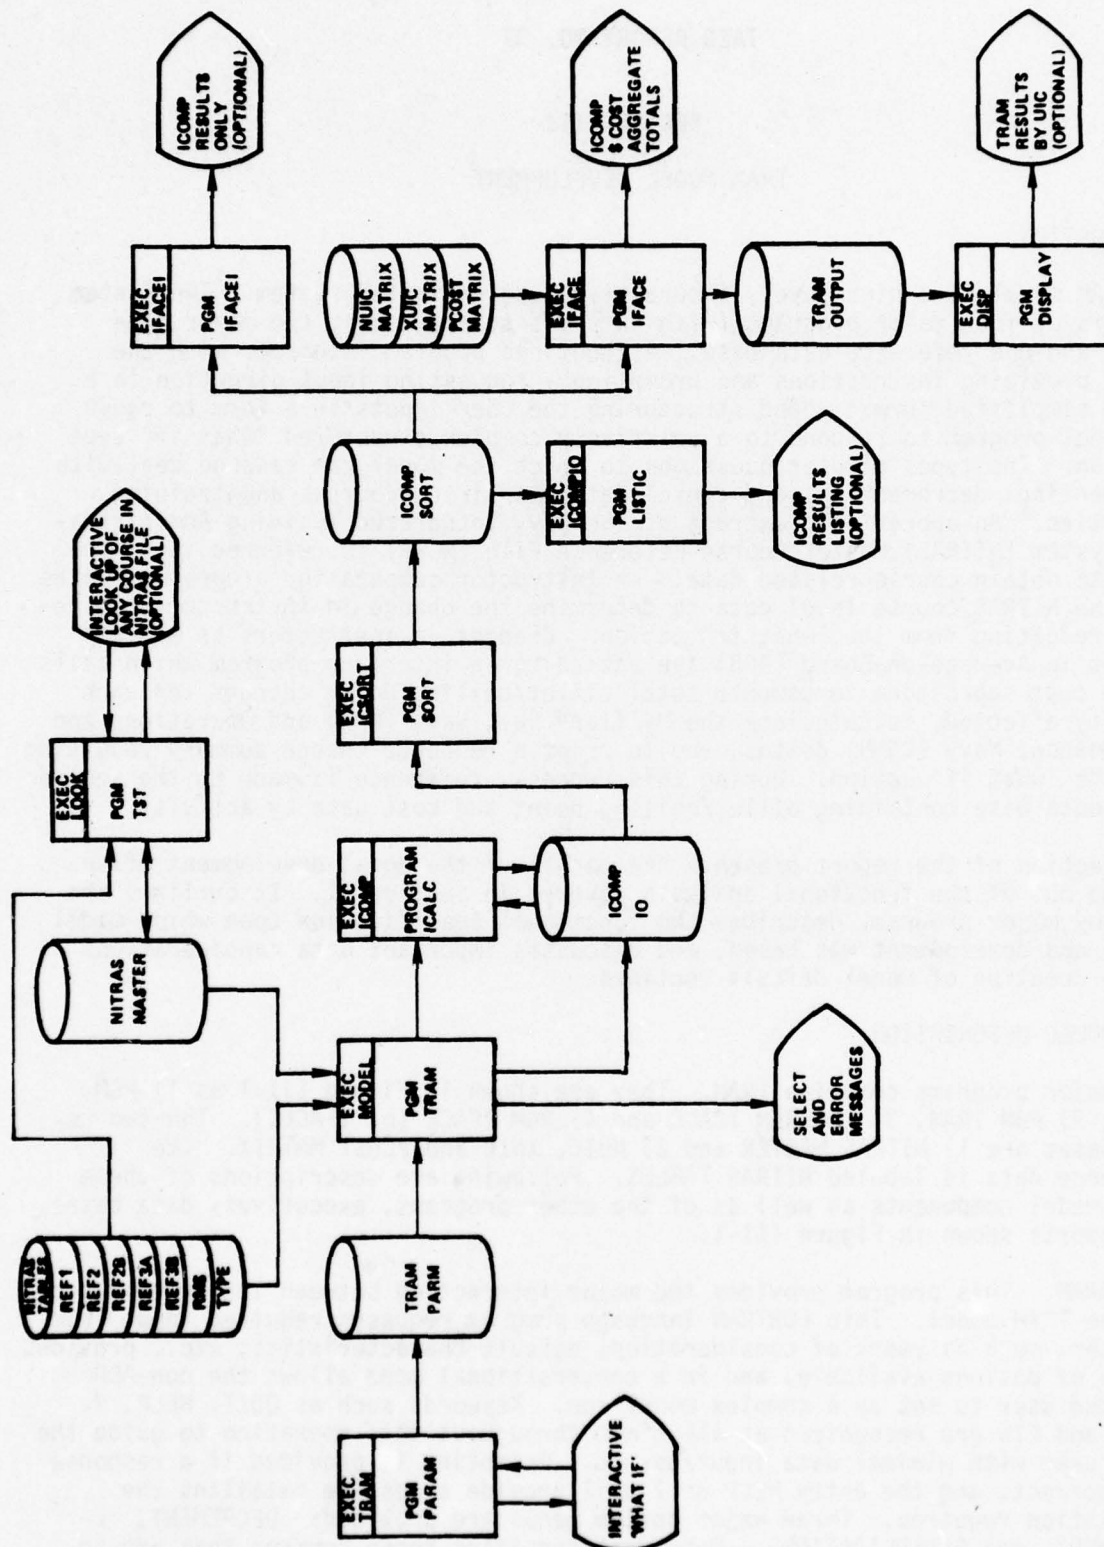 NITRAS
TABLES
REF1
REF2
REF2B
REF3A
REF3B
RMS
TYPE
NITRAS
MASTER
EXEC
LOOK
PGM
TST
INTERACTIVE
LOOK UP OF
ANY COURSE IN
NITRAS FILE
(OPTIONAL)
EXEC
TRAM
PGM
PARAM
INTERACTIVE
"WHAT IF"
TRAM
PARM
EXEC
MODEL
PGM
TRAM
SELECT
AND
ERROR
MESSAGES
EXEC
ICOMP
PROGRAM
ICALC
ICOMP
IO
EXEC
ICSORT
PGM
SORT
ICOMP
SORT
EXEC
ICOMPIO
PGM
LISTIC
ICOMP
RESULTS
LISTING
(OPTIONAL)
EXEC
IFACE1
PGM
IFACE1
ICOMP
RESULTS
ONLY
(OPTIONAL)
NUIC
MATRIX
XUIC
MATRIX
PCOST
MATRIX
EXEC
IFACE
PGM
IFACE
ICOMP
$ COST
AGGREGATE
TOTALS
TRAM
OUTPUT
EXEC
DISP
PGM
DISPLAY
TRAM
RESULTS
BY UIC
(OPTIONAL)